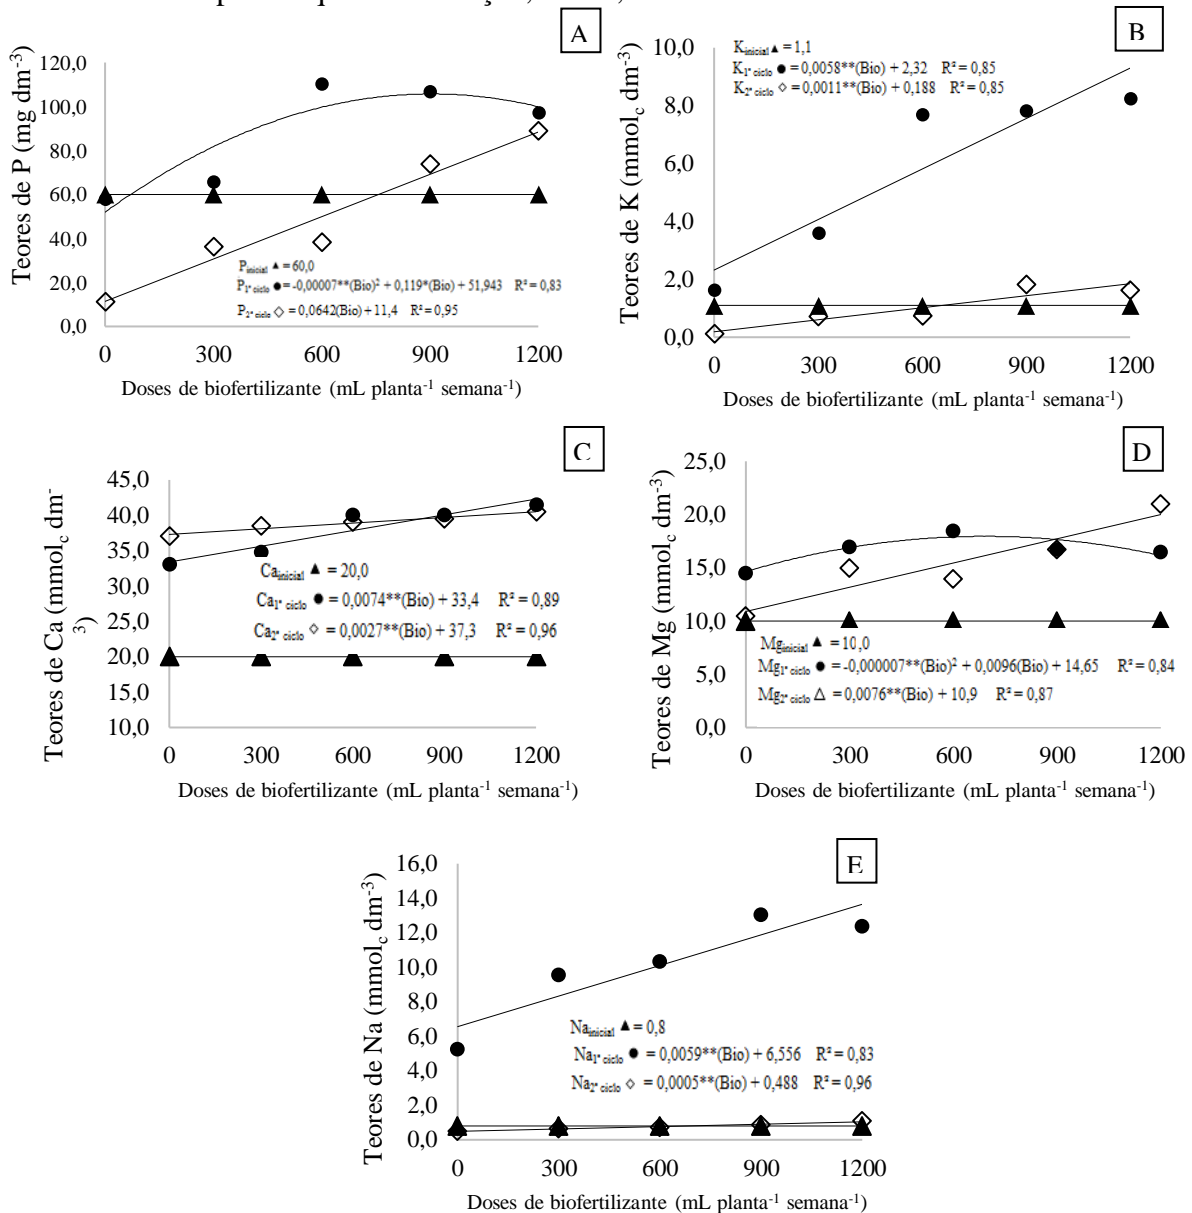 A
Teores de P (mg dm-3)
120,0
100,0
80,0
60,0
40,0
20,0
0,0
Pinicial ▲ = 60,0
P1º ciclo ● = -0,00007**(Bio)² + 0,119*(Bio) + 51,943 R² = 0,83
P2º ciclo ◇ = 0,0642(Bio) + 11,4 R² = 0,95
0 300 600 900 1200
Doses de biofertilizante (mL planta-1 semana-1)
B
Teores de K (mmolc dm-3)
10,0
8,0
6,0
4,0
2,0
0,0
Kinicial ▲ = 1,1
K1º ciclo ● = 0,0058**(Bio) + 2,32 R² = 0,85
K2º ciclo ◇ = 0,0011**(Bio) + 0,188 R² = 0,85
0 300 600 900 1200
Doses de biofertilizante (mL planta-1 semana-1)
C
Teores de Ca (mmolc dm-
3)
45,0
40,0
35,0
30,0
25,0
20,0
15,0
10,0
Cainicial ▲ = 20,0
Ca1º ciclo ● = 0,0074**(Bio) + 33,4 R² = 0,89
Ca2º ciclo ◇ = 0,0027**(Bio) + 37,3 R² = 0,96
0 300 600 900 1200
Doses de biofertilizante (mL planta-1 semana-1)
D
Teores de Mg (mmolc dm-3)
25,0
20,0
15,0
10,0
5,0
0,0
Mginicial ▲ = 10,0
Mg1º ciclo ● = -0,000007**(Bio)² + 0,0096(Bio) + 14,65 R² = 0,84
Mg2º ciclo △ = 0,0076**(Bio) + 10,9 R² = 0,87
0 300 600 900 1200
Doses de biofertilizante (mL planta-1 semana-1)
E
Teores de Na (mmolc dm-3)
16,0
14,0
12,0
10,0
8,0
6,0
4,0
2,0
0,0
Nainicial ▲ = 0,8
Na1º ciclo ● = 0,0059**(Bio) + 6,556 R² = 0,83
Na2º ciclo ◇ = 0,0005**(Bio) + 0,488 R² = 0,96
0 300 600 900 1200
Doses de biofertilizante (mL planta-1 semana-1)